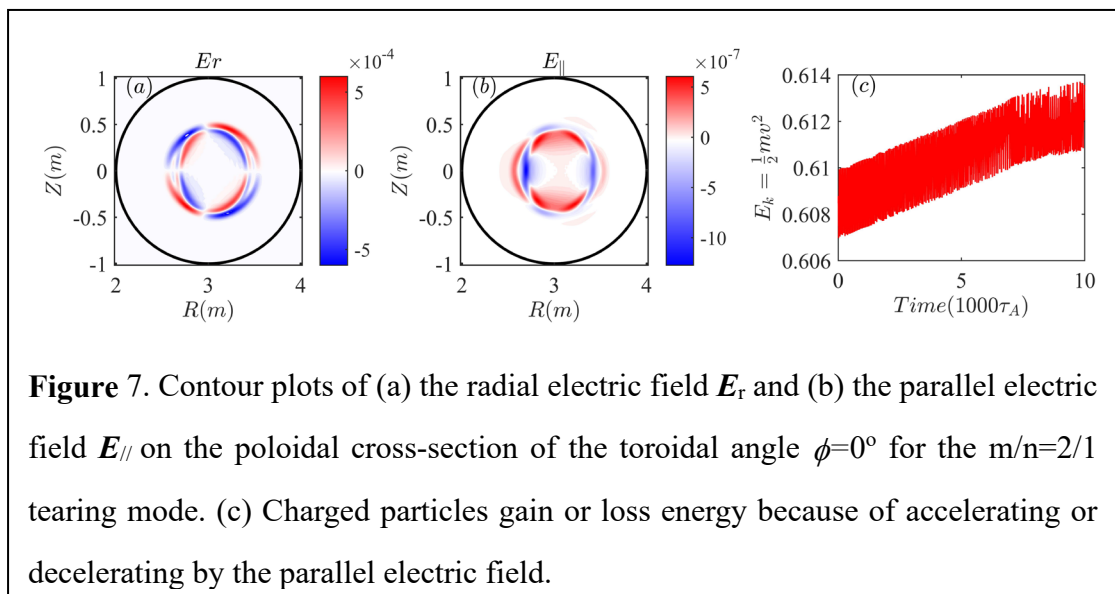 Er
×10⁻⁴
(a)
1
0.5
0
-0.5
-1
Z(m)
2
3
4
R(m)
5
0
-5
E∥
×10⁻⁷
(b)
1
0.5
0
-0.5
-1
Z(m)
2
3
4
R(m)
5
0
-5
-10
(c)
0.614
0.612
0.61
0.608
0.606
E_k = ½mv²
0
5
10
Time(1000τ_A)
Figure 7. Contour plots of (a) the radial electric field E_r and (b) the parallel electric
field E_// on the poloidal cross-section of the toroidal angle ϕ=0º for the m/n=2/1
tearing mode. (c) Charged particles gain or loss energy because of accelerating or
decelerating by the parallel electric field.